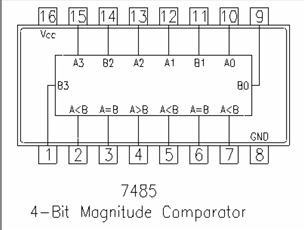 16 15 14 13 12 11 10 9
Vcc
A3 B2 A2 A1 B1 A0
B3 B0
A<B A=B A>B A<B A=B A<B
GND
1 2 3 4 5 6 7 8
7485
4-Bit Magnitude Comparator